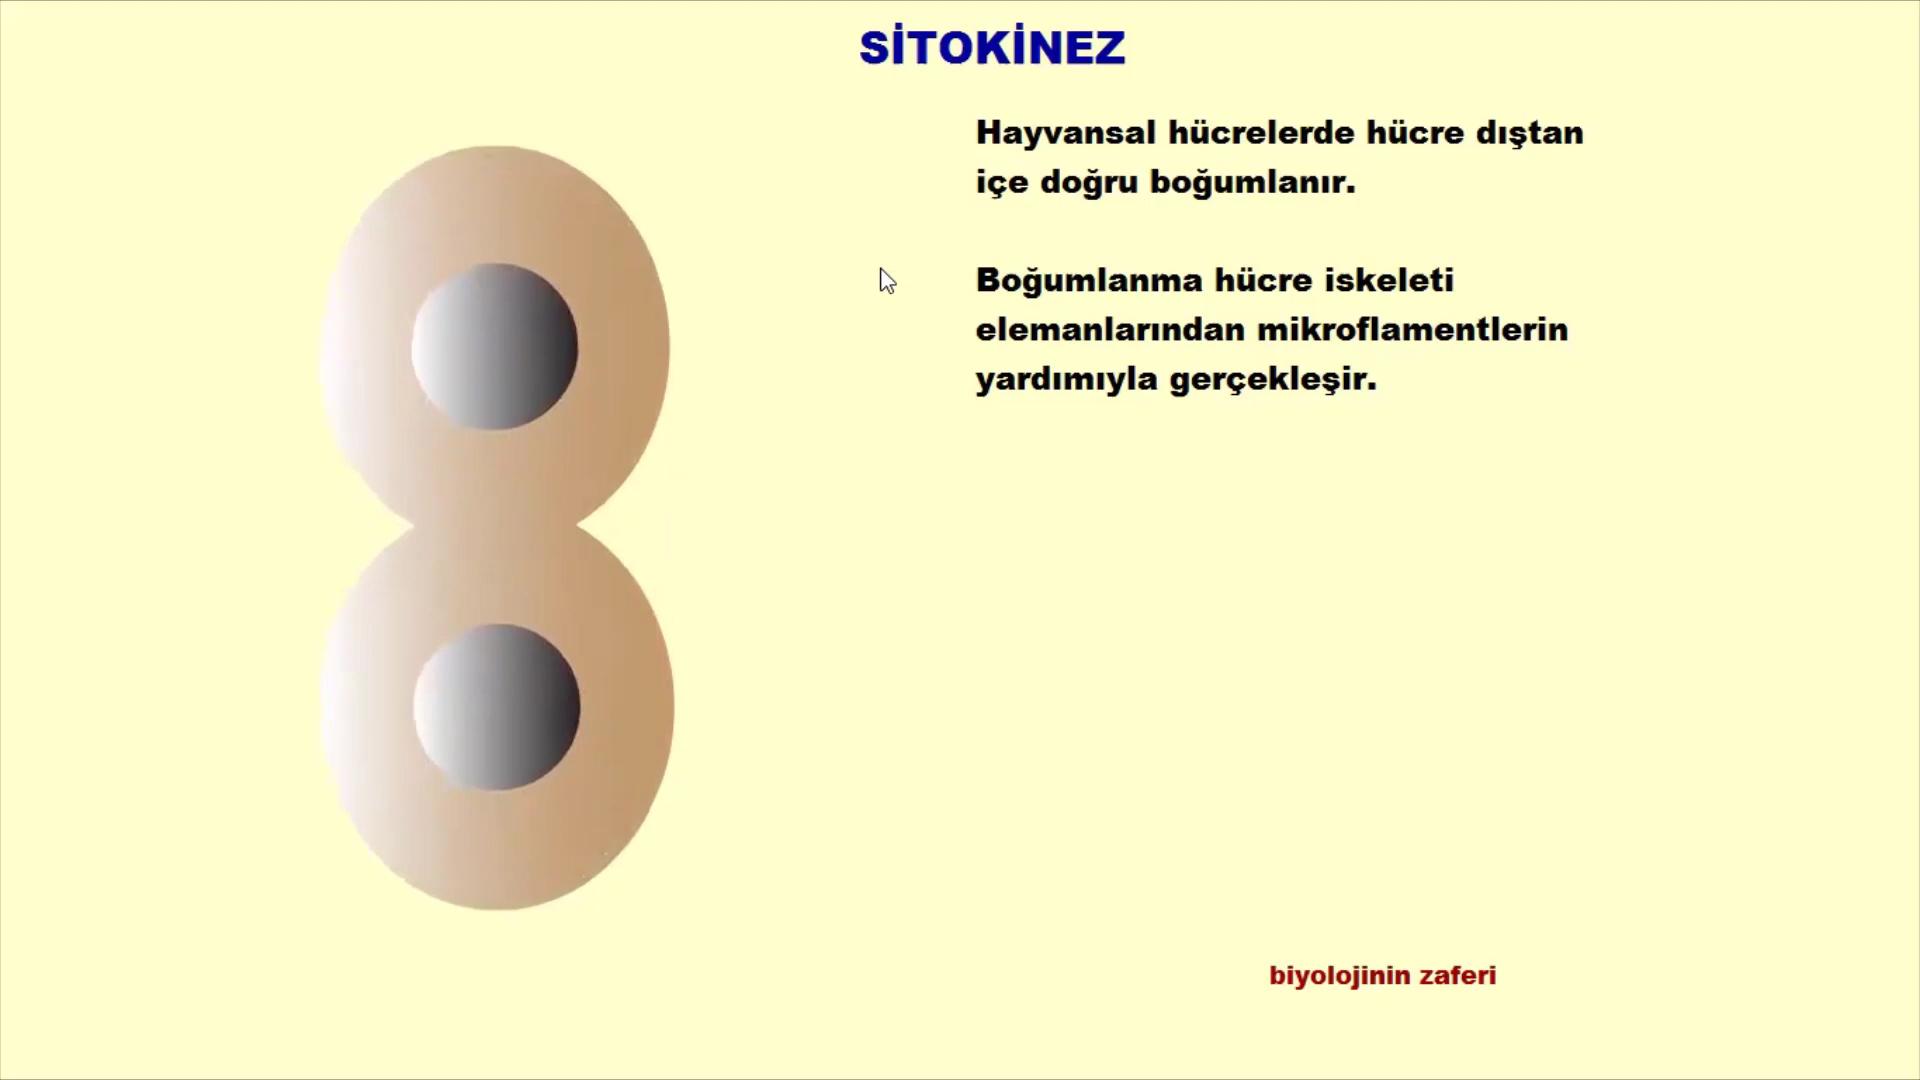 SİTOKİNEZ
Hayvansal hücrelerde hücre dıştan
içe doğru boğumlanır.
Boğumlanma hücre iskeleti
elemanlarından mikroflamentlerin
yardımıyla gerçekleşir.
biyolojinin zaferi